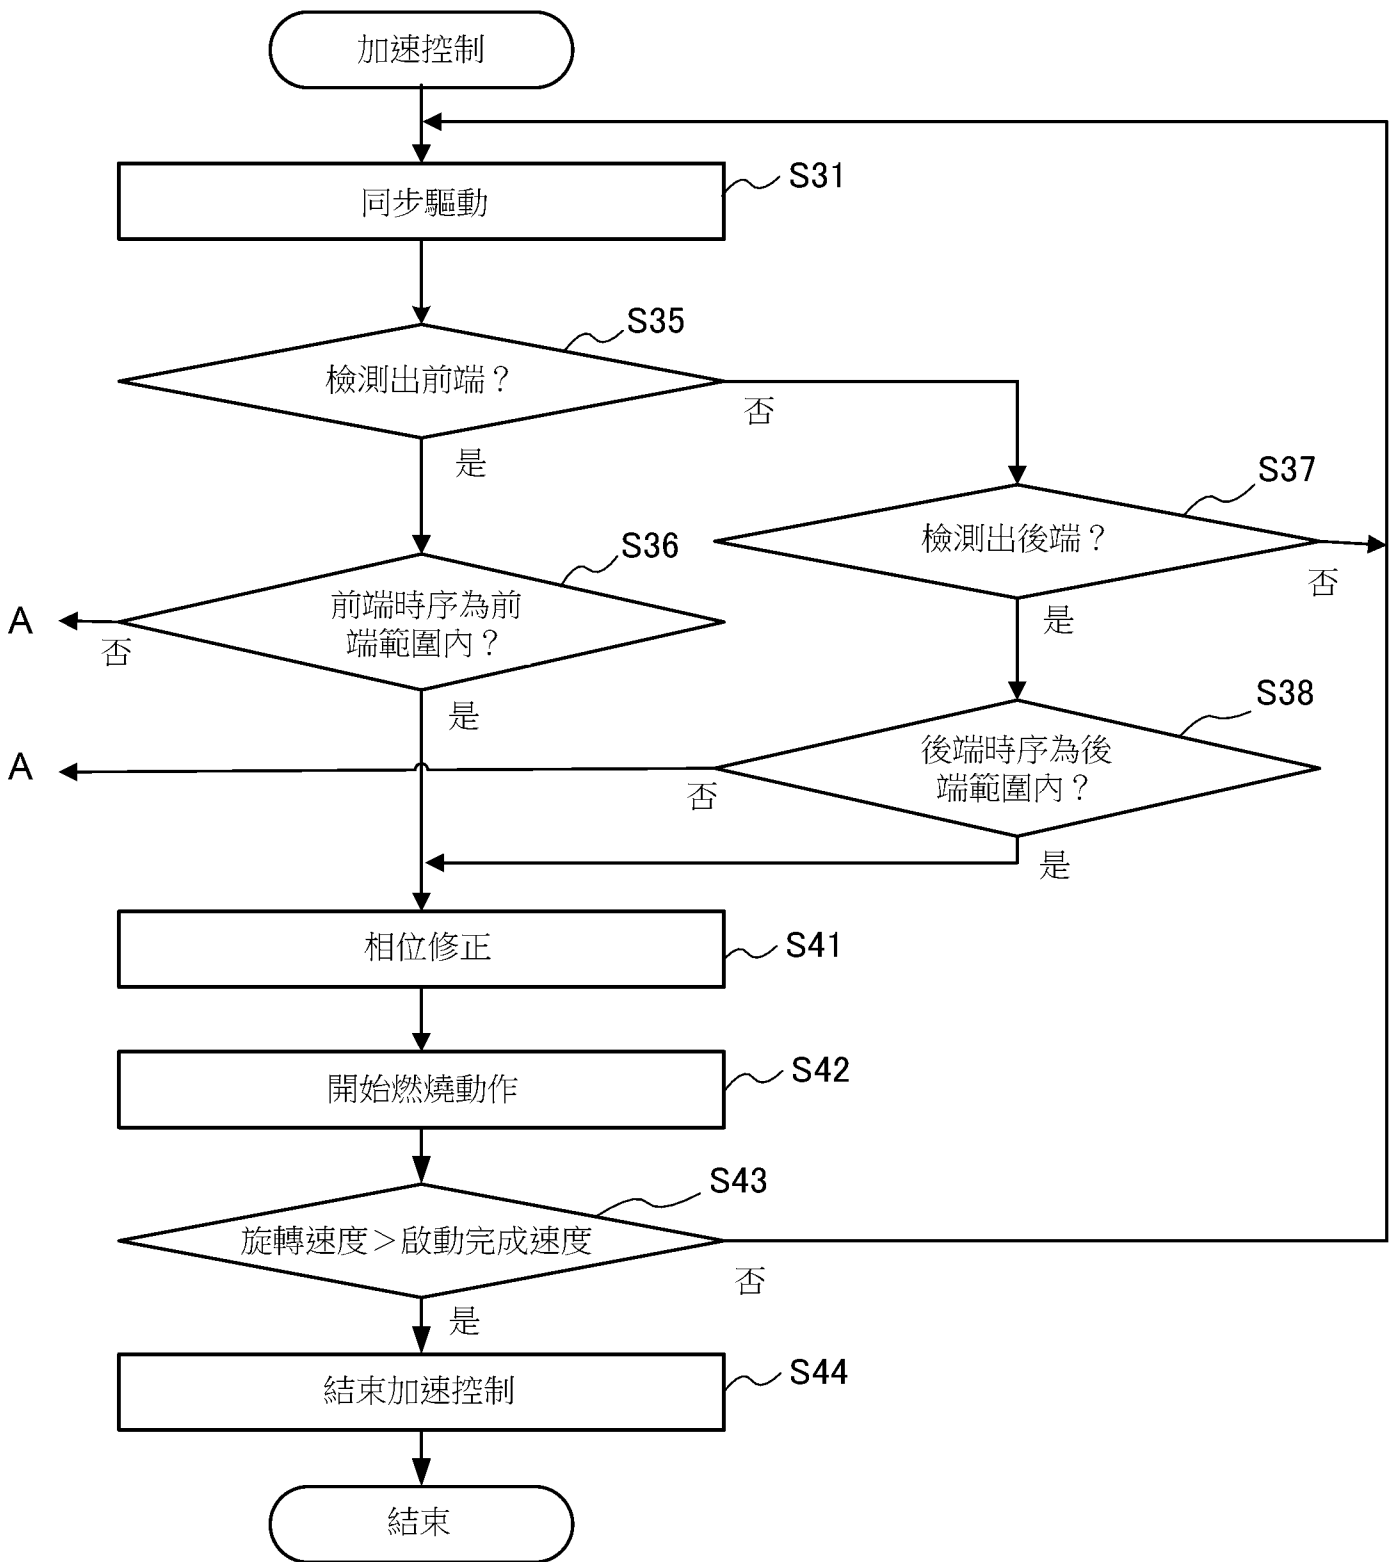 加速控制
同步驅動
S31
檢測出前端？
S35
否
是
檢測出後端？
S37
否
是
前端時序為前
端範圍內？
S36
A
否
是
後端時序為後
端範圍內？
S38
A
否
是
相位修正
S41
開始燃燒動作
S42
旋轉速度＞啟動完成速度
S43
否
是
結束加速控制
S44
結束